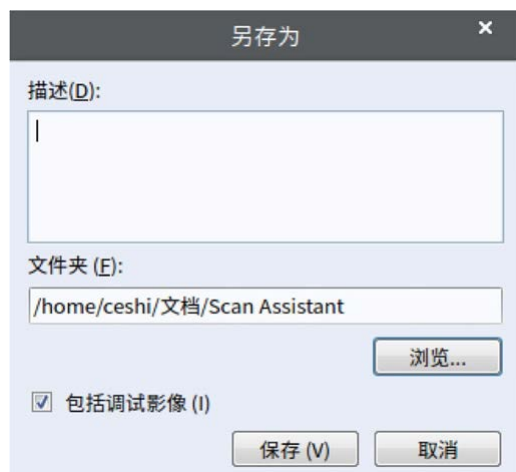 另存为
描述(D):
文件夹 (F):
/home/ceshi/文档/Scan Assistant
浏览...
包括调试影像 (I)
保存 (V)
取消